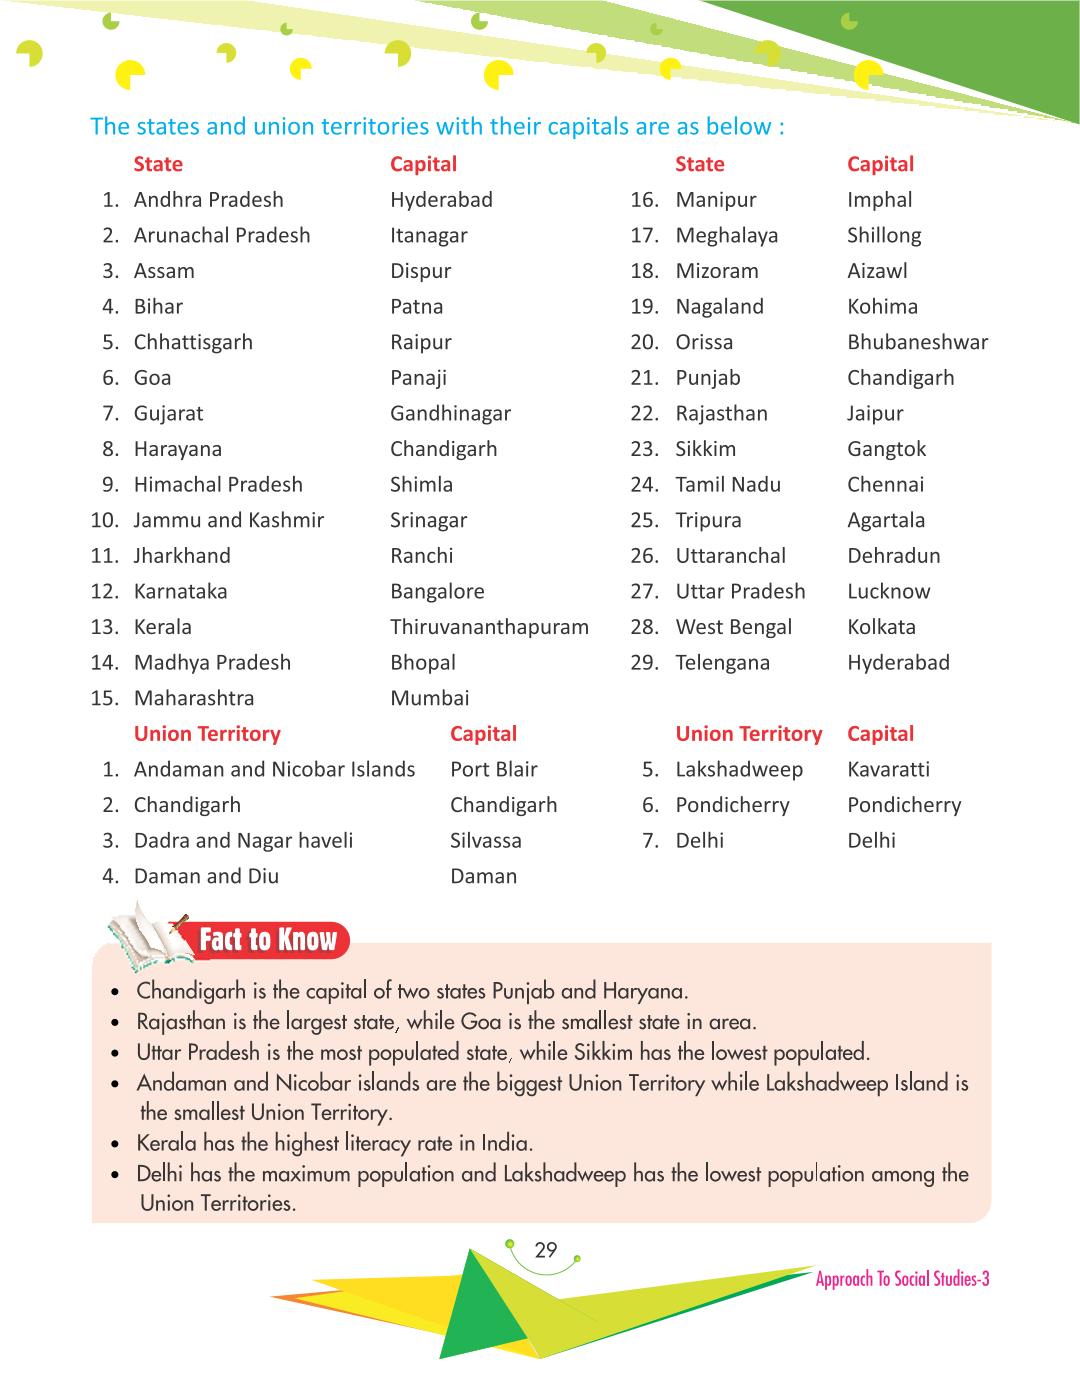 The states and union territories with their capitals are as below :
State Capital State Capital
1. Andhra Pradesh Hyderabad 16. Manipur Imphal
2. Arunachal Pradesh Itanagar 17. Meghalaya Shillong
3. Assam Dispur 18. Mizoram Aizawl
4. Bihar Patna 19. Nagaland Kohima
5. Chhattisgarh Raipur 20. Orissa Bhubaneshwar
6. Goa Panaji 21. Punjab Chandigarh
7. Gujarat Gandhinagar 22. Rajasthan Jaipur
8. Harayana Chandigarh 23. Sikkim Gangtok
9. Himachal Pradesh Shimla 24. Tamil Nadu Chennai
10. Jammu and Kashmir Srinagar 25. Tripura Agartala
11. Jharkhand Ranchi 26. Uttaranchal Dehradun
12. Karnataka Bangalore 27. Uttar Pradesh Lucknow
13. Kerala Thiruvananthapuram 28. West Bengal Kolkata
14. Madhya Pradesh Bhopal 29. Telengana Hyderabad
15. Maharashtra Mumbai
Union Territory Capital Union Territory Capital
1. Andaman and Nicobar Islands Port Blair 5. Lakshadweep Kavaratti
2. Chandigarh Chandigarh 6. Pondicherry Pondicherry
3. Dadra and Nagar haveli Silvassa 7. Delhi Delhi
4. Daman and Diu Daman
Fact to Know
• Chandigarh is the capital of two states Punjab and Haryana.
• Rajasthan is the largest state, while Goa is the smallest state in area.
• Uttar Pradesh is the most populated state, while Sikkim has the lowest populated.
• Andaman and Nicobar islands are the biggest Union Territory while Lakshadweep Island is
the smallest Union Territory.
• Kerala has the highest literacy rate in India.
• Delhi has the maximum population and Lakshadweep has the lowest population among the
Union Territories.
29
Approach To Social Studies-3